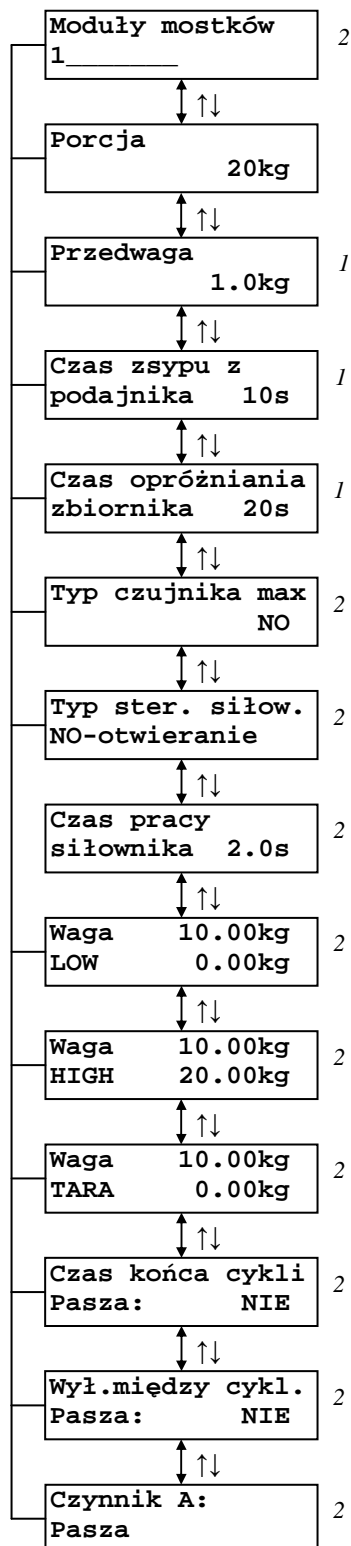 Moduły mostków
1_______
2
↑↓
Porcja
20kg
↑↓
Przedwaga
1.0kg
1
↑↓
Czas zsypu z
podajnika 10s
1
↑↓
Czas opróżniania
zbiornika 20s
1
↑↓
Typ czujnika max
NO
2
↑↓
Typ ster. siłow.
NO-otwieranie
2
↑↓
Czas pracy
siłownika 2.0s
2
↑↓
Waga 10.00kg
LOW 0.00kg
2
↑↓
Waga 10.00kg
HIGH 20.00kg
2
↑↓
Waga 10.00kg
TARA 0.00kg
2
↑↓
Czas końca cykli
Pasza: NIE
2
↑↓
Wył.między cykl.
Pasza: NIE
2
↑↓
Czynnik A:
Pasza
2